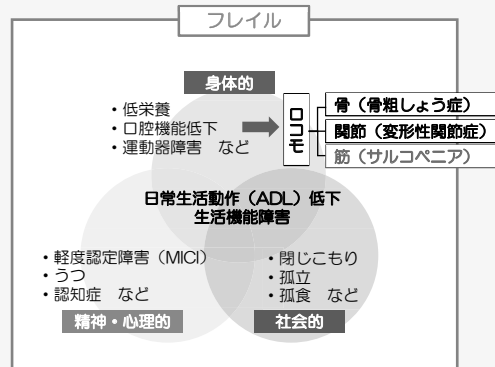 フレイル
身体的
・低栄養
・口腔機能低下
・運動器障害　など
ロコモ
骨（骨粗しょう症）
関節（変形性関節症）
筋（サルコペニア）
日常生活動作（ADL）低下
生活機能障害
・軽度認定障害（MICI）
・うつ
・認知症　など
精神・心理的
・閉じこもり
・孤立
・孤食　など
社会的